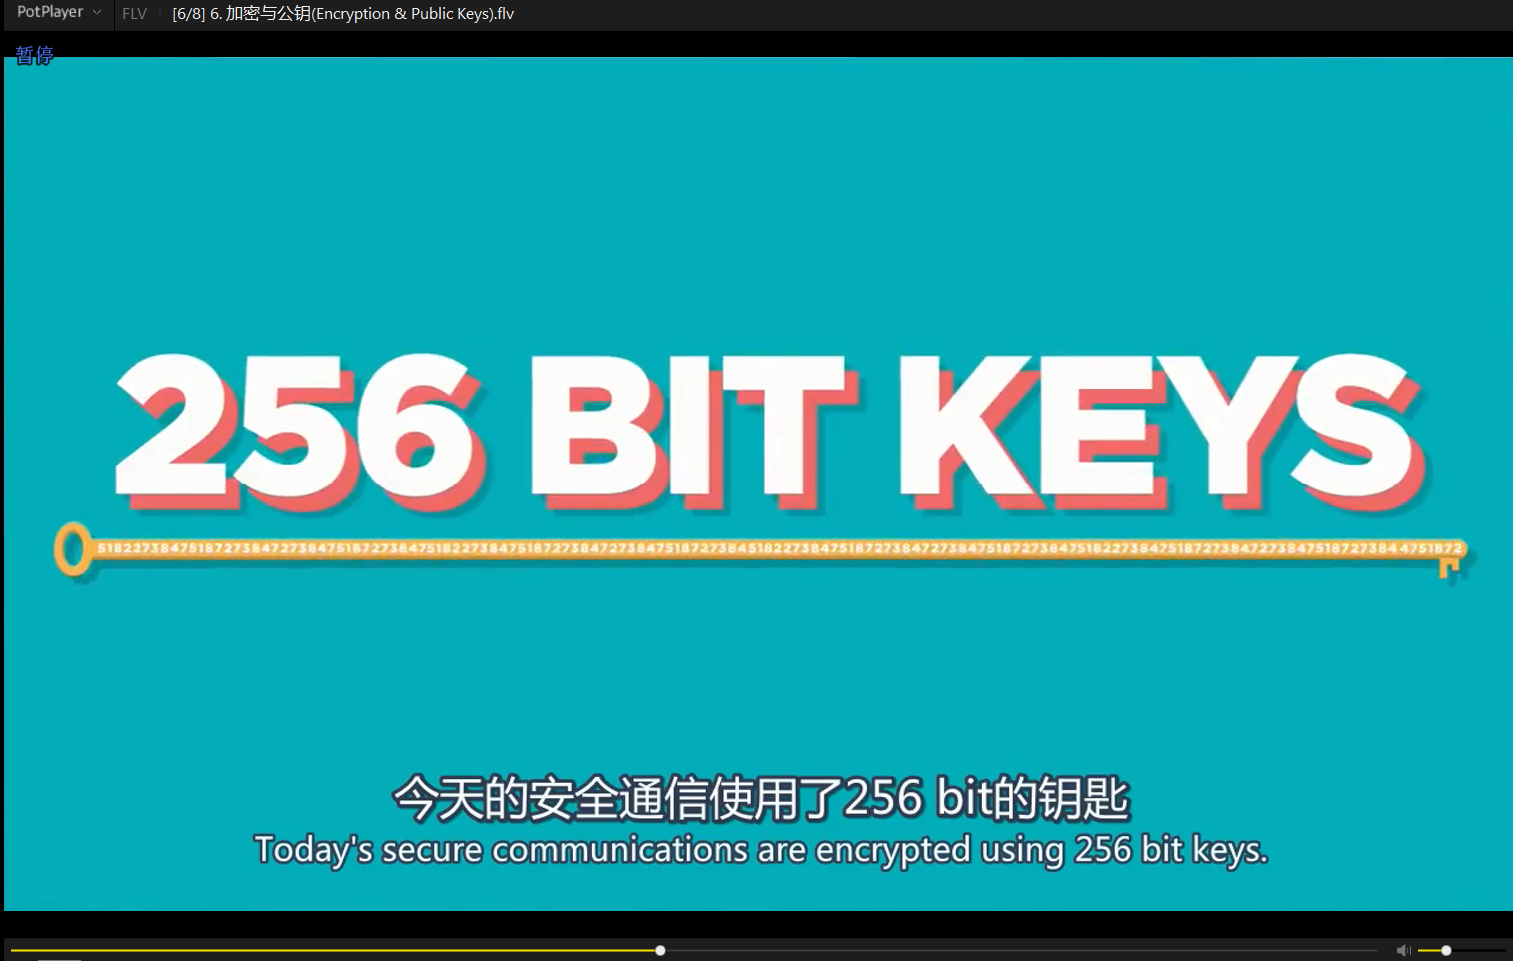 PotPlayer FLV [6/8] 6. 加密与公钥(Encryption & Public Keys).flv
暂停
256 BIT KEYS
今天的安全通信使用了256 bit的钥匙
Today's secure communications are encrypted using 256 bit keys.